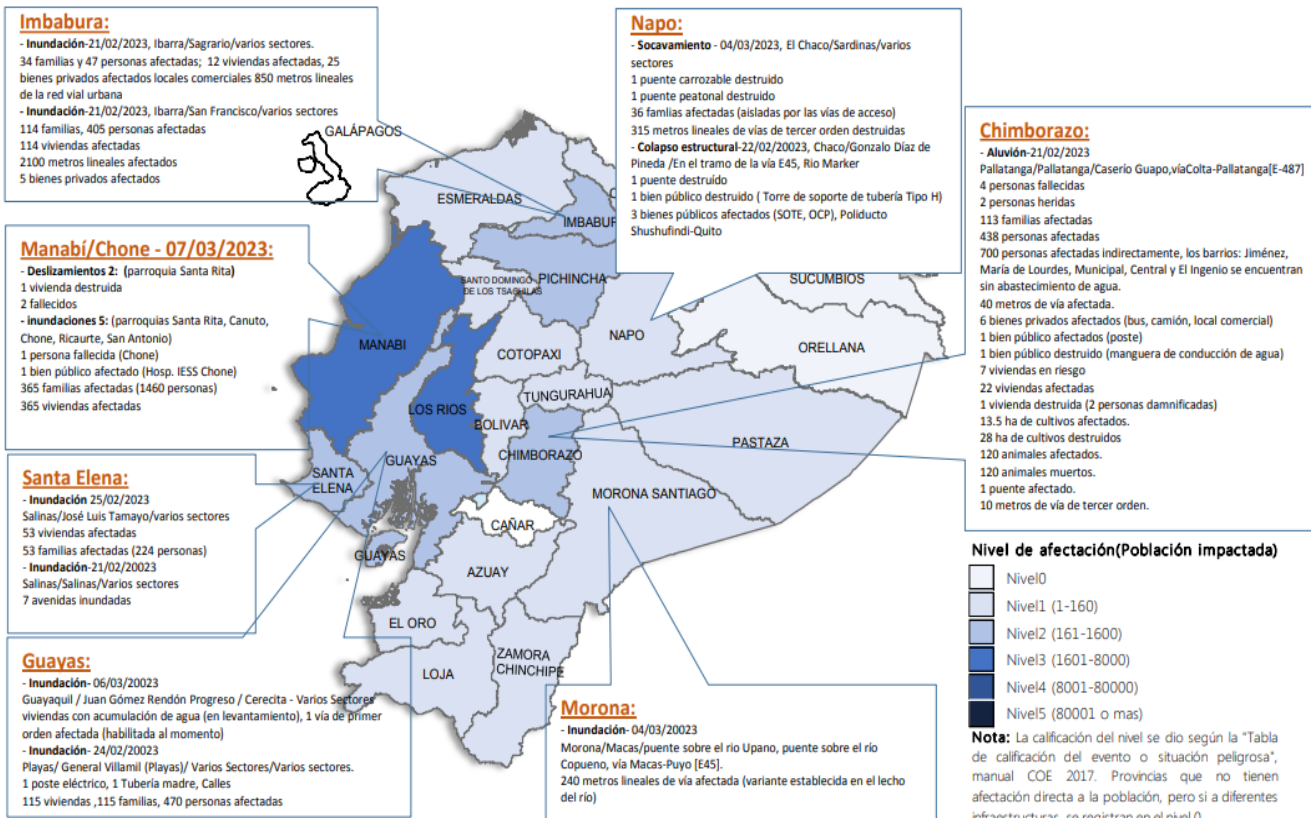 Imbabura:
- Inundación-21/02/2023, Ibarra/Sagrario/varios sectores.
34 familias y 47 personas afectadas; 12 viviendas afectadas, 25
bienes privados afectados locales comerciales 850 metros lineales
de la red vial urbana
- Inundación-21/02/2023, Ibarra/San Francisco/varios sectores
114 familias, 405 personas afectadas
114 viviendas afectadas
2100 metros lineales afectados
5 bienes privados afectados
Manabí/Chone - 07/03/2023:
- Deslizamientos 2: (parroquia Santa Rita)
1 vivienda destruida
2 fallecidos
- inundaciones 5: (parroquias Santa Rita, Canuto,
Chone, Ricaurte, San Antonio)
1 persona fallecida (Chone)
1 bien público afectado (Hosp. IESS Chone)
365 familias afectadas (1460 personas)
365 viviendas afectadas
Santa Elena:
- Inundación 25/02/2023
Salinas/José Luis Tamayo/varios sectores
53 viviendas afectadas
53 familias afectadas (224 personas)
- Inundación-21/02/20023
Salinas/Salinas/Varios sectores
7 avenidas inundadas
Guayas:
- Inundación- 06/03/20023
Guayaquil / Juan Gómez Rendón Progreso / Cerecita - Varios Sectores
viviendas con acumulación de agua (en levantamiento), 1 vía de primer
orden afectada (habilitada al momento)
- Inundación- 24/02/20023
Playas/ General Villamil (Playas)/ Varios Sectores/Varios sectores.
1 poste eléctrico, 1 Tubería madre, Calles
115 viviendas ,115 familias, 470 personas afectadas
GALÁPAGOS
ESMERALDAS
IMBABUR
PICHINCHA
SANTO DOMINGO
DE LOS TSACHILAS
SUCUMBIOS
MANABI
NAPO
ORELLANA
COTOPAXI
TUNGURAHUA
LOS RIOS
BOLIVAR
PASTAZA
CHIMBORAZO
GUAYAS
SANTA
ELENA
MORONA SANTIAGO
CAÑAR
GUAYAS
AZUAY
EL ORO
ZAMORA
CHINCHIPE
LOJA
Napo:
- Socavamiento - 04/03/2023, El Chaco/Sardinas/varios
sectores
1 puente carrozable destruido
1 puente peatonal destruido
36 famlias afectadas (aisladas por las vías de acceso)
315 metros lineales de vías de tercer orden destruidas
- Colapso estructural-22/02/20023, Chaco/Gonzalo Díaz de
Pineda /En el tramo de la vía E45, Rio Marker
1 puente destruído
1 bien público destruido ( Torre de soporte de tubería Tipo H)
3 bienes públicos afectados (SOTE, OCP), Poliducto
Shushufindi-Quito
Morona:
- Inundación-04/03/20023
Morona/Macas/puente sobre el rio Upano, puente sobre el río
Copueno, vía Macas-Puyo [E45].
240 metros lineales de vía afectada (variante establecida en el lecho
del río)
Chimborazo:
- Aluvión-21/02/2023
Pallatanga/Pallatanga/Caserío Guapo,víaColta-Pallatanga[E-487]
4 personas fallecidas
2 personas heridas
113 familias afectadas
438 personas afectadas
700 personas afectadas indirectamente, los barrios: Jiménez,
María de Lourdes, Municipal, Central y El Ingenio se encuentran
sin abastecimiento de agua.
40 metros de vía afectada.
6 bienes privados afectados (bus, camión, local comercial)
1 bien público afectados (poste)
1 bien público destruido (manguera de conducción de agua)
7 viviendas en riesgo
22 viviendas afectadas
1 vivienda destruida (2 personas damnificadas)
13.5 ha de cultivos afectados.
28 ha de cultivos destruidos
120 animales afectados.
120 animales muertos.
1 puente afectado.
10 metros de vía de tercer orden.
Nivel de afectación(Población impactada)
Nivel0
Nivel1 (1-160)
Nivel2 (161-1600)
Nivel3 (1601-8000)
Nivel4 (8001-80000)
Nivel5 (80001 o mas)
Nota: La calificación del nivel se dio según la "Tabla
de calificación del evento o situación peligrosa",
manual COE 2017. Provincias que no tienen
afectación directa a la población, pero si a diferentes
infraestructuras, se registran en el nivel 0